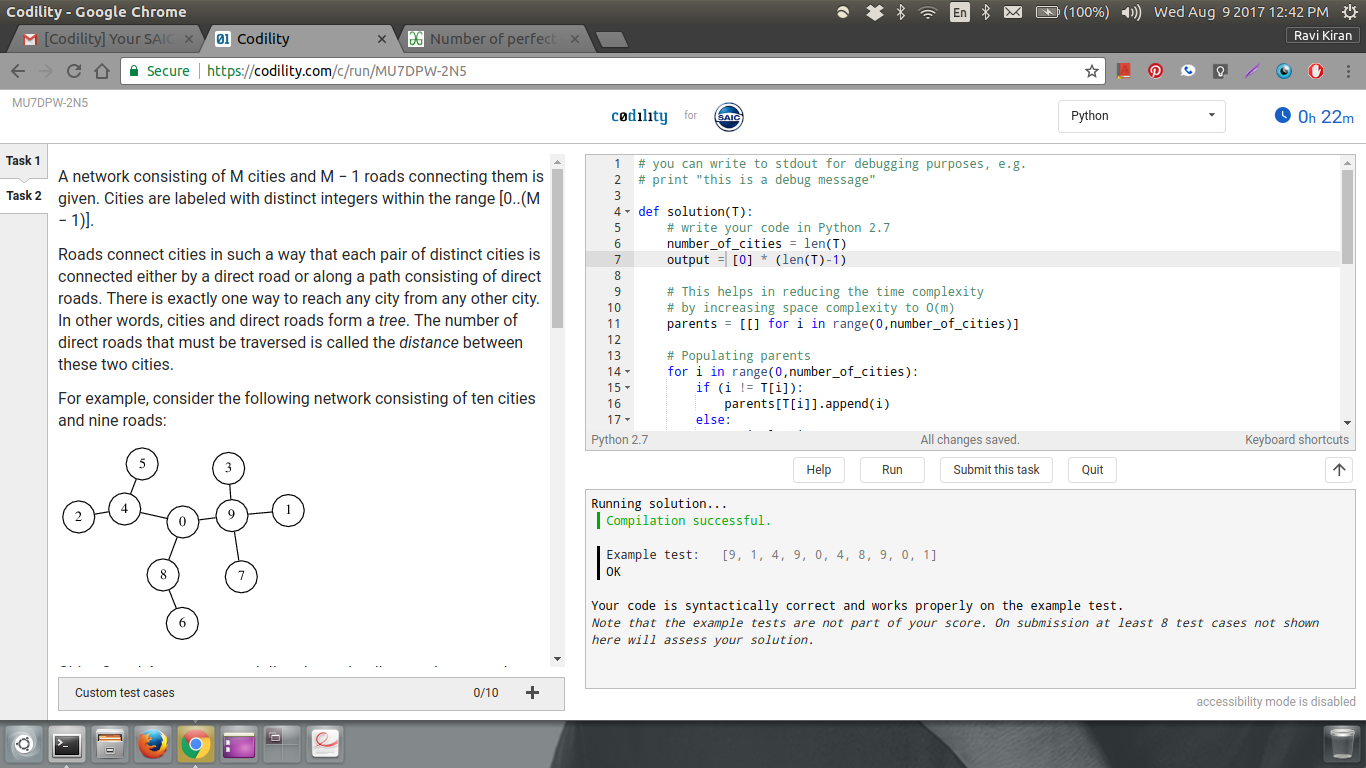 Codility - Google Chrome
En
(100%)
Wed Aug 9 2017 12:42 PM
[Codility] Your SAIC
Codility
Number of perfect
Ravi Kiran
Secure
https://codility.com/c/run/MU7DPW-2N5
MU7DPW-2N5
codility for SAIC
Python
0h 22m
Task 1
Task 2
A network consisting of M cities and M − 1 roads connecting them is
given. Cities are labeled with distinct integers within the range [0..(M
− 1)].
Roads connect cities in such a way that each pair of distinct cities is
connected either by a direct road or along a path consisting of direct
roads. There is exactly one way to reach any city from any other city.
In other words, cities and direct roads form a tree. The number of
direct roads that must be traversed is called the distance between
these two cities.
For example, consider the following network consisting of ten cities
and nine roads:
5
3
2
4
0
9
1
8
7
6
Custom test cases
0/10
1 # you can write to stdout for debugging purposes, e.g.
2 # print "this is a debug message"
3
4 def solution(T):
5 # write your code in Python 2.7
6 number_of_cities = len(T)
7 output = [0] * (len(T)-1)
8
9 # This helps in reducing the time complexity
10 # by increasing space complexity to O(m)
11 parents = [[] for i in range(0,number_of_cities)]
12
13 # Populating parents
14 for i in range(0,number_of_cities):
15 if (i != T[i]):
16 parents[T[i]].append(i)
17 else:
Python 2.7
All changes saved.
Keyboard shortcuts
Help
Run
Submit this task
Quit
Running solution...
Compilation successful.
Example test: [9, 1, 4, 9, 0, 4, 8, 9, 0, 1]
OK
Your code is syntactically correct and works properly on the example test.
Note that the example tests are not part of your score. On submission at least 8 test cases not shown
here will assess your solution.
accessibility mode is disabled